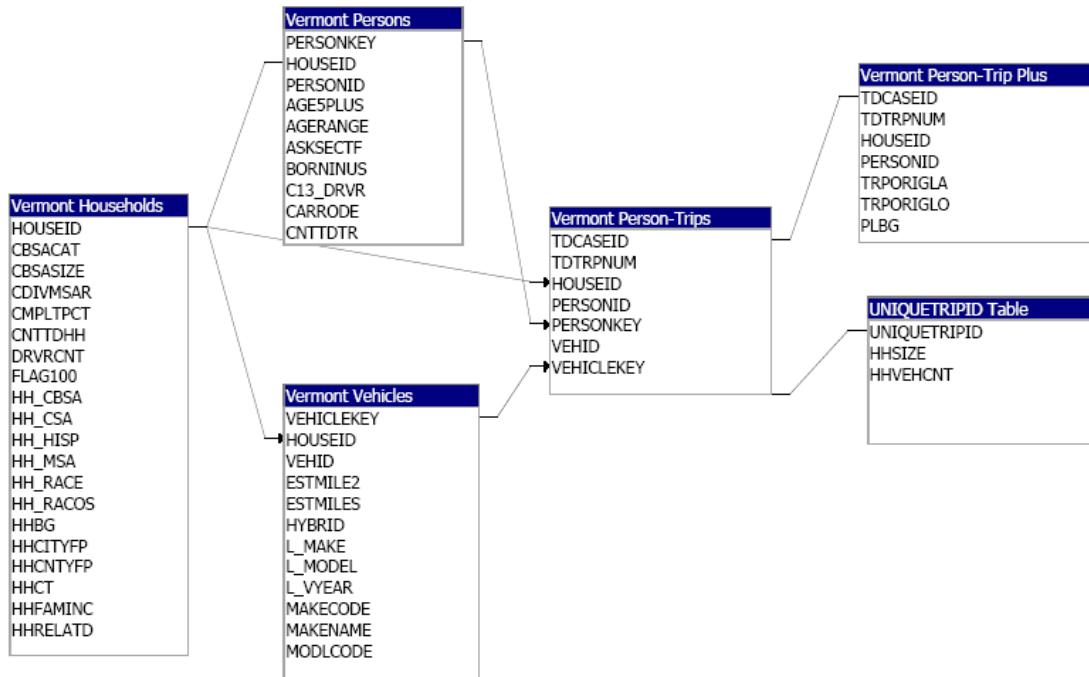 Vermont Persons
PERSONKEY
HOUSEID
PERSONID
AGE5PLUS
AGERANGE
ASKSECTF
BORNINUS
C13_DRVR
CARRODE
CNTTDTR
Vermont Households
HOUSEID
CBSACAT
CBSASIZE
CDIVMSAR
CMPLTPCT
CNTTDHH
DRVRCNT
FLAG100
HH_CBSA
HH_CSA
HH_HISP
HH_MSA
HH_RACE
HH_RACOS
HHBG
HHCITYFP
HHCNTYFP
HHCT
HHFAMINC
HHRELATD
Vermont Vehicles
VEHICLEKEY
HOUSEID
VEHID
ESTMILE2
ESTMILES
HYBRID
L_MAKE
L_MODEL
L_VYEAR
MAKECODE
MAKENAME
MODLCODE
Vermont Person-Trips
TDCASEID
TDTRPNUM
HOUSEID
PERSONID
PERSONKEY
VEHID
VEHICLEKEY
Vermont Person-Trip Plus
TDCASEID
TDTRPNUM
HOUSEID
PERSONID
TRPORIGLA
TRPORIGLO
PLBG
UNIQUETRIPID Table
UNIQUETRIPID
HHSIZE
HHVEHCNT